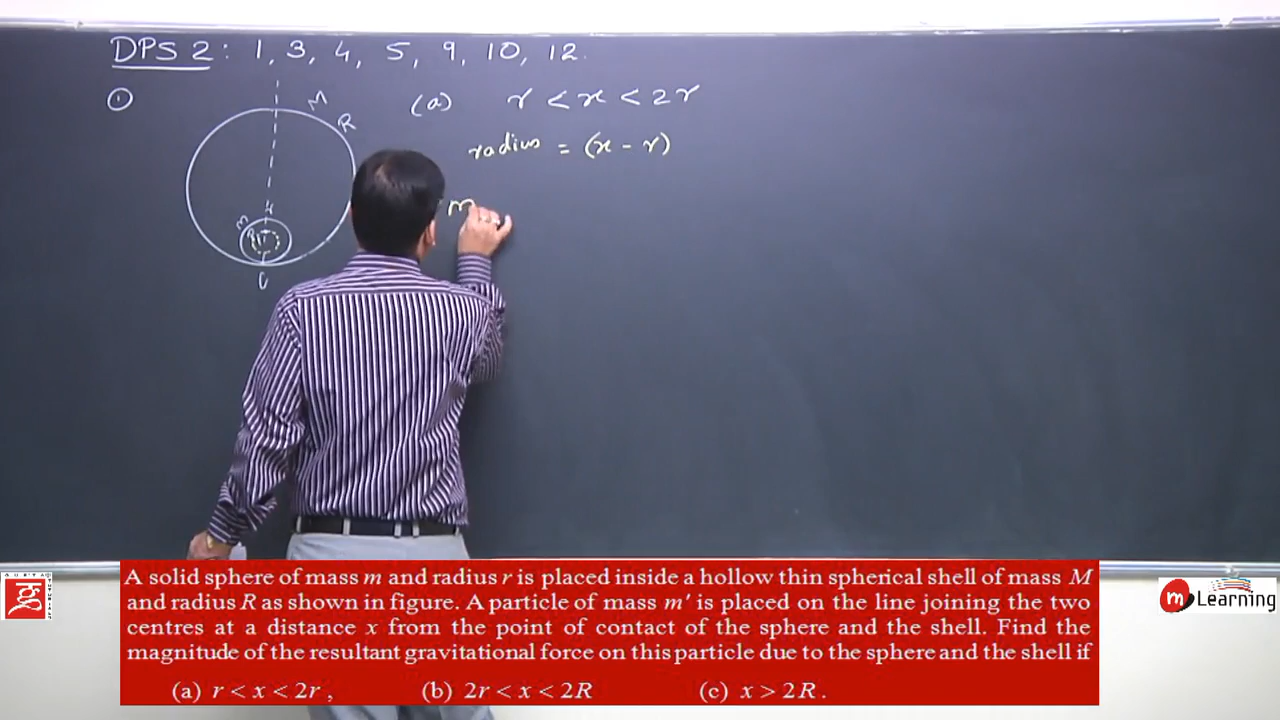 DPS 2 : 1, 3, 4, 5, 9, 10, 12.
1
M
R
(a) r < x < 2r
radius = (x - r)
m
m
C
A solid sphere of mass m and radius r is placed inside a hollow thin spherical shell of mass M
and radius R as shown in figure. A particle of mass m′ is placed on the line joining the two
centres at a distance x from the point of contact of the sphere and the shell. Find the
magnitude of the resultant gravitational force on this particle due to the sphere and the shell if
(a) r < x < 2r , (b) 2r < x < 2R (c) x > 2R .
m Learning